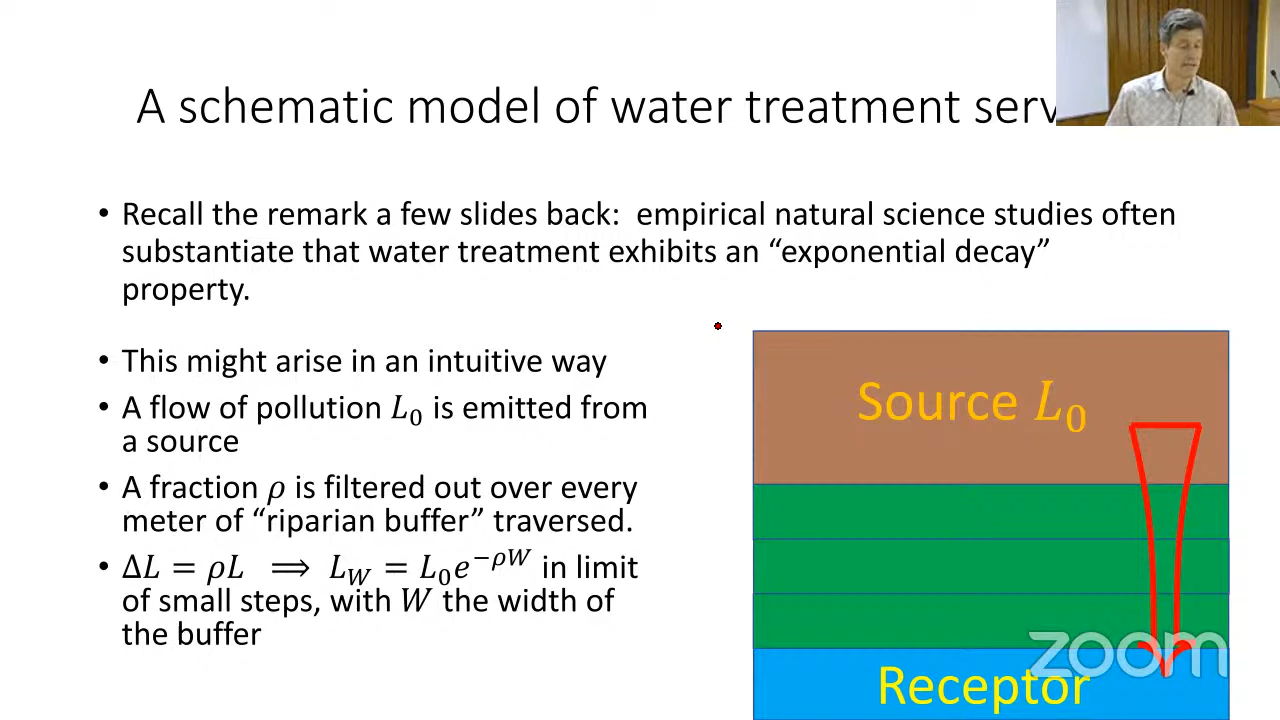 A schematic model of water treatment serv
• Recall the remark a few slides back:  empirical natural science studies often
substantiate that water treatment exhibits an “exponential decay”
property.
• This might arise in an intuitive way
• A flow of pollution L₀ is emitted from
a source
• A fraction ρ is filtered out over every
meter of “riparian buffer” traversed.
• ΔL = ρL ⟹ L_W = L₀e^{−ρW} in limit
of small steps, with W the width of
the buffer
Source L₀
Receptor
zoom